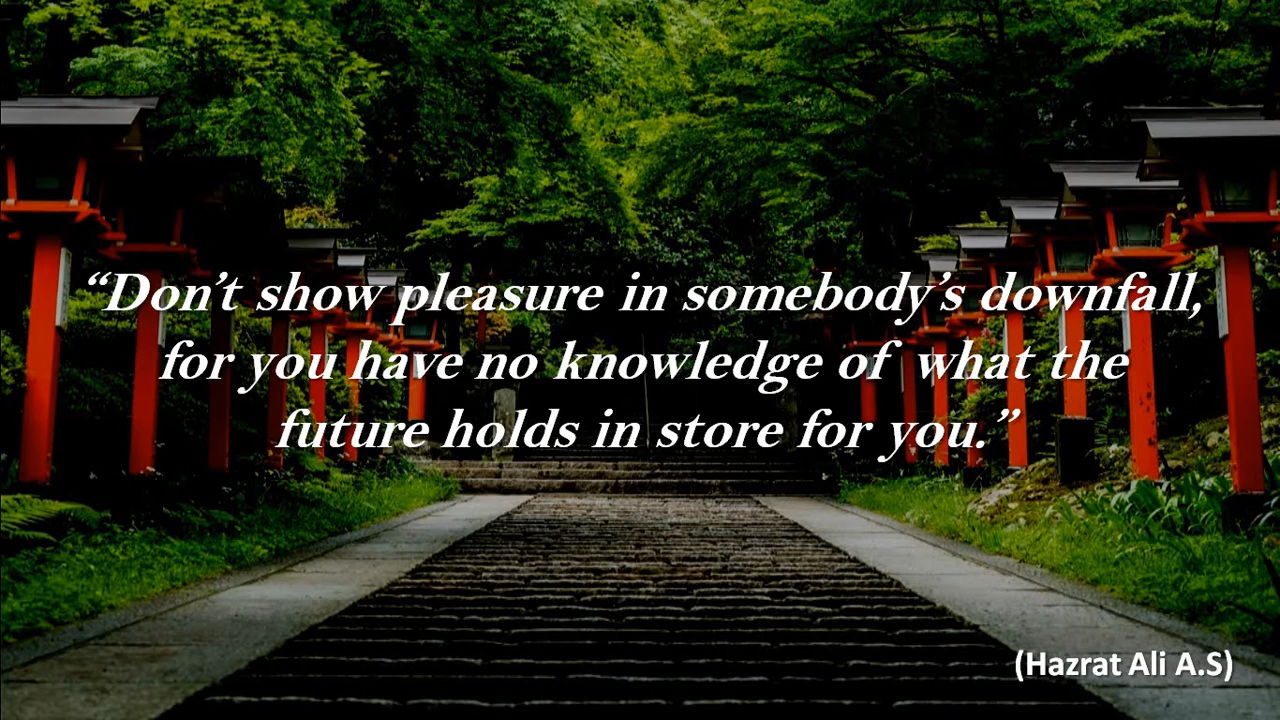 “Don’t show pleasure in somebody’s downfall,
for you have no knowledge of what the
future holds in store for you.”
(Hazrat Ali A.S)